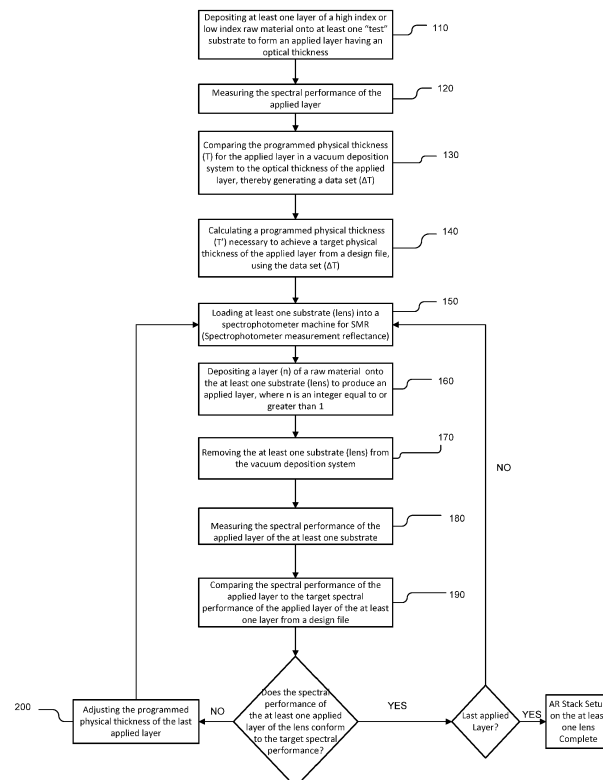 Depositing at least one layer of a high index or
low index raw material onto at least one “test”
substrate to form an applied layer having an
optical thickness
110
Measuring the spectral performance of the
applied layer
120
Comparing the programmed physical thickness
(T) for the applied layer in a vacuum deposition
system to the optical thickness of the applied
layer, thereby generating a data set (ΔT)
130
Calculating a programmed physical thickness
(T') necessary to achieve a target physical
thickness of the applied layer from a design file,
using the data set (ΔT)
140
Loading at least one substrate (lens) into a
spectrophotometer machine for SMR
(Spectrophotometer measurement reflectance)
150
Depositing a layer (n) of a raw material onto
the at least one substrate (lens) to produce an
applied layer, where n is an integer equal to or
greater than 1
160
Removing the at least one substrate (lens) from
the vacuum deposition system
170
NO
Measuring the spectral performance of the
applied layer of the at least one substrate
180
Comparing the spectral performance of the
applied layer to the target spectral
performance of the applied layer of the at least
one layer from a design file
190
200
Adjusting the programmed
physical thickness of the last
applied layer
NO
Does the spectral
performance of
the at least one applied
layer of the lens conform
to the target spectral
performance?
YES
Last applied
Layer?
YES
AR Stack Setup
on the at least
one lens
Complete